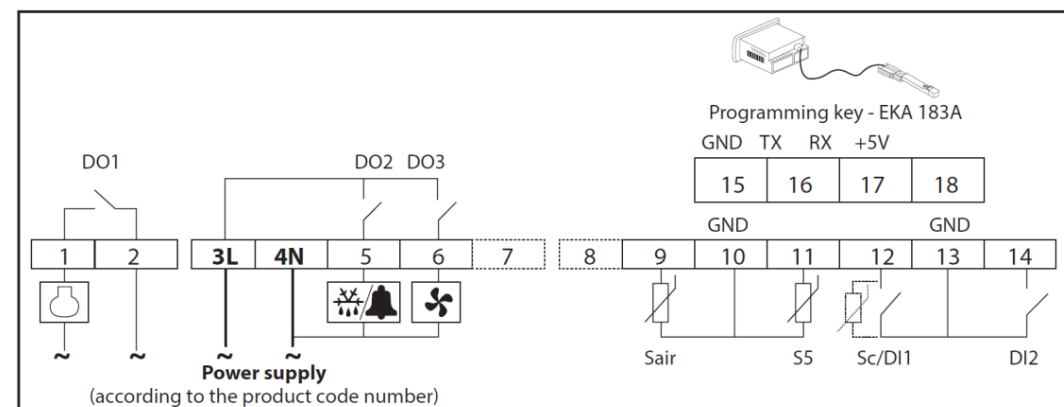 Programming key - EKA 183A
GND TX RX +5V
15 16 17 18
DO1 DO2 DO3
GND GND
1 2 3L 4N 5 6 7 8 9 10 11 12 13 14
~ ~ ~ ~
Sair S5 Sc/DI1 DI2
Power supply
(according to the product code number)